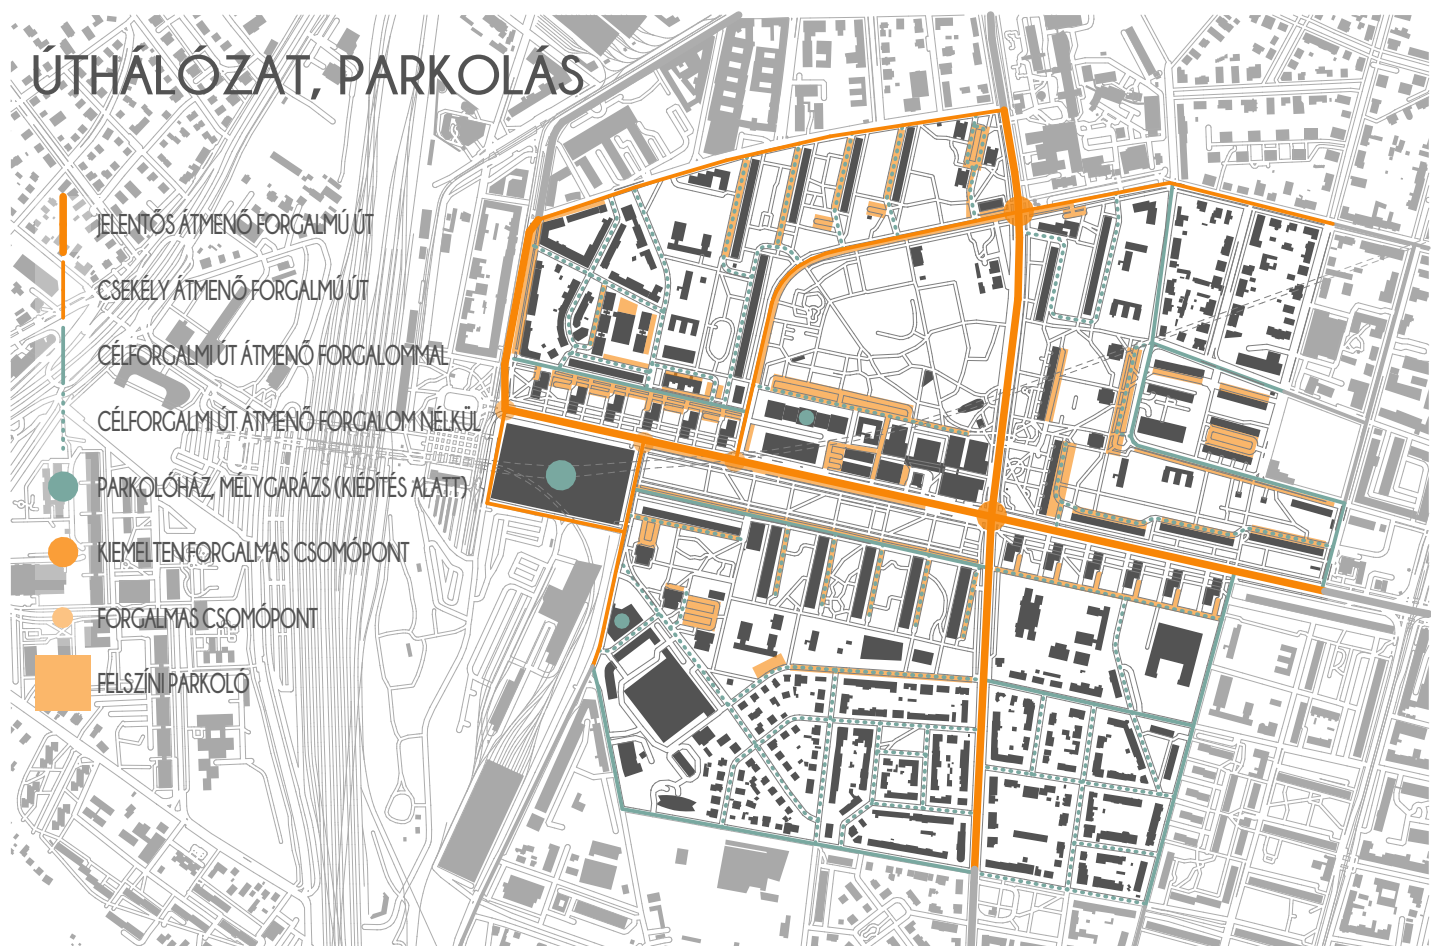 ÚTHÁLÓZAT, PARKOLÁS
JELENTŐS ÁTMENŐ FORGALMÚ ÚT
CSEKÉLY ÁTMENŐ FORGALMÚ ÚT
CÉLFORGALMI ÚT ÁTMENŐ FORGALOMMAL
CÉLFORGALMI ÚT ÁTMENŐ FORGALOM NÉLKÜL
PARKOLÓHÁZ, MÉLYGARÁZS (KIÉPÍTÉS ALATT)
KIEMELTEN FORGALMAS CSOMÓPONT
FORGALMAS CSOMÓPONT
FELSZÍNI PARKOLÓ